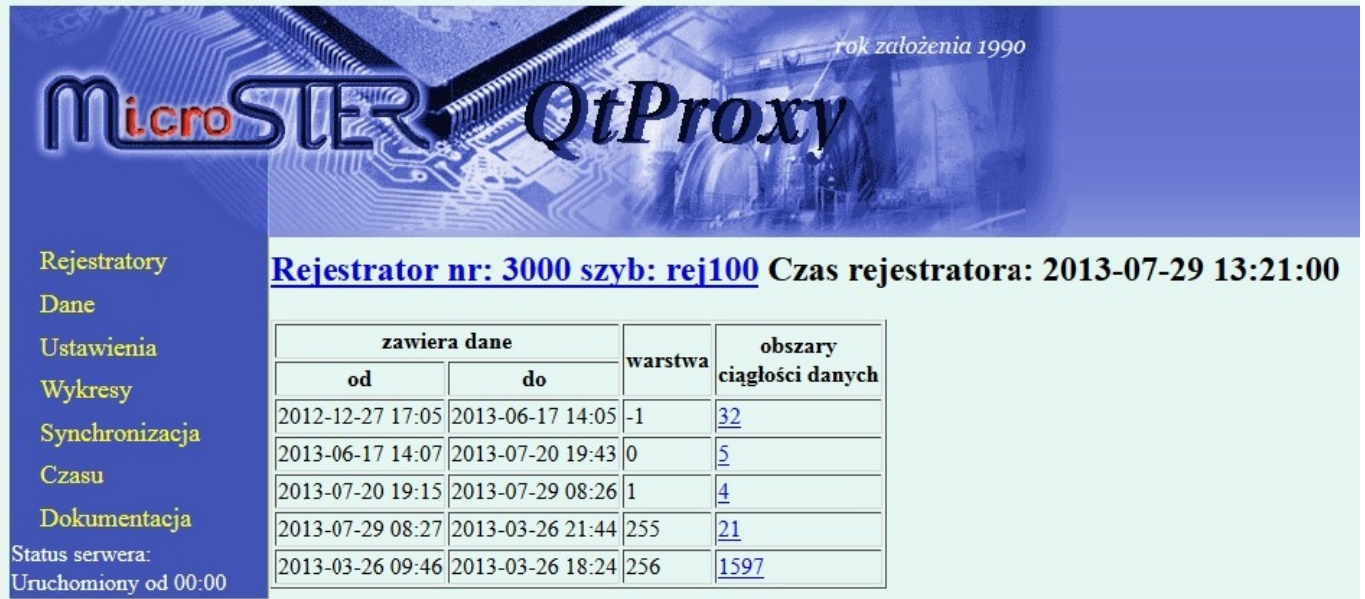 rok założenia 1990
MicroSTER
QtProxy
Rejestratory
Dane
Ustawienia
Wykresy
Synchronizacja
Czasu
Dokumentacja
Status serwera:
Uruchomiony od 00:00
Rejestrator nr: 3000 szyb: rej100 Czas rejestratora: 2013-07-29 13:21:00
zawiera dane warstwa obszary
ciągłości danych
od do
2012-12-27 17:05 2013-06-17 14:05 -1 32
2013-06-17 14:07 2013-07-20 19:43 0 5
2013-07-20 19:15 2013-07-29 08:26 1 4
2013-07-29 08:27 2013-03-26 21:44 255 21
2013-03-26 09:46 2013-03-26 18:24 256 1597